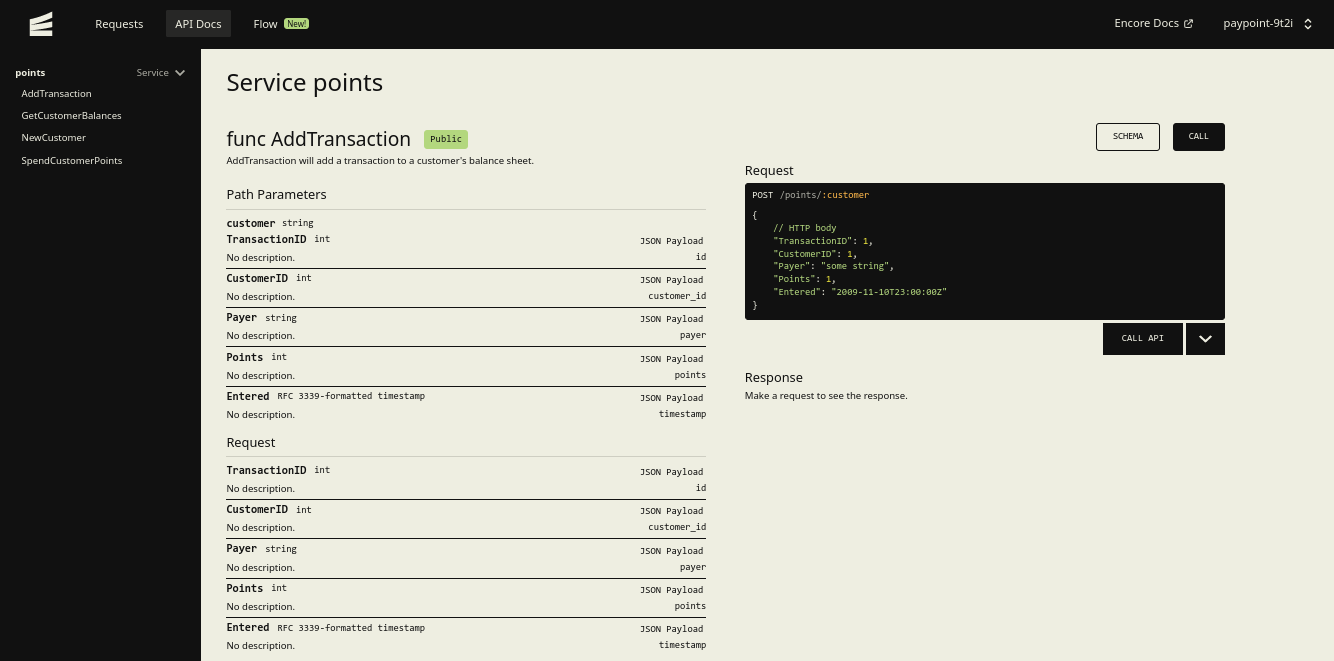 Requests
API Docs
Flow New!
Encore Docs
paypoint-9t2i
points Service
AddTransaction
GetCustomerBalances
NewCustomer
SpendCustomerPoints
Service points
func AddTransaction Public
AddTransaction will add a transaction to a customer's balance sheet.
Path Parameters
customer string
TransactionID int JSON Payload
No description. id
CustomerID int JSON Payload
No description. customer_id
Payer string JSON Payload
No description. payer
Points int JSON Payload
No description. points
Entered RFC 3339-formatted timestamp JSON Payload
No description. timestamp
Request
TransactionID int JSON Payload
No description. id
CustomerID int JSON Payload
No description. customer_id
Payer string JSON Payload
No description. payer
Points int JSON Payload
No description. points
Entered RFC 3339-formatted timestamp JSON Payload
No description. timestamp
SCHEMA
CALL
Request
POST /points/:customer
{
// HTTP body
"TransactionID": 1,
"CustomerID": 1,
"Payer": "some string",
"Points": 1,
"Entered": "2009-11-10T23:00:00Z"
}
CALL API
Response
Make a request to see the response.